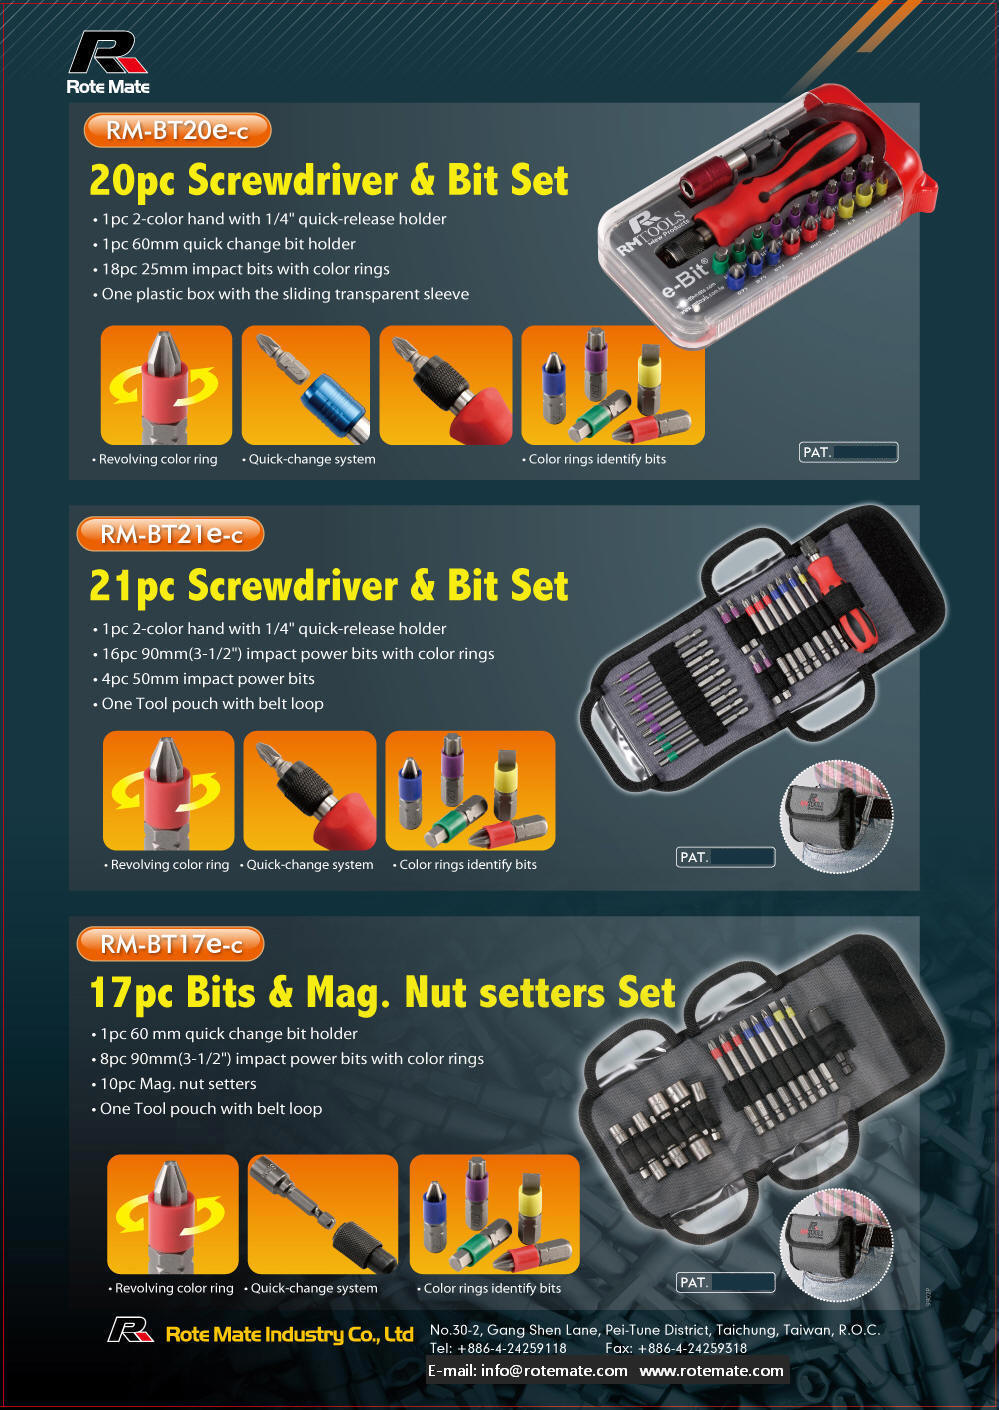 Rote Mate
RM-BT20e-c
20pc Screwdriver & Bit Set
• 1pc 2-color hand with 1/4" quick-release holder
• 1pc 60mm quick change bit holder
• 18pc 25mm impact bits with color rings
• One plastic box with the sliding transparent sleeve
RMTOOLS
New Products
e-Bit®
• Revolving color ring
• Quick-change system
• Color rings identify bits
PAT.
RM-BT21e-c
21pc Screwdriver & Bit Set
• 1pc 2-color hand with 1/4" quick-release holder
• 16pc 90mm(3-1/2") impact power bits with color rings
• 4pc 50mm impact power bits
• One Tool pouch with belt loop
• Revolving color ring
• Quick-change system
• Color rings identify bits
PAT.
RM-BT17e-c
17pc Bits & Mag. Nut setters Set
• 1pc 60 mm quick change bit holder
• 8pc 90mm(3-1/2") impact power bits with color rings
• 10pc Mag. nut setters
• One Tool pouch with belt loop
• Revolving color ring
• Quick-change system
• Color rings identify bits
PAT.
Rote Mate Industry Co., Ltd
No.30-2, Gang Shen Lane, Pei-Tune District, Taichung, Taiwan, R.O.C.
Tel: +886-4-24259118 Fax: +886-4-24259318
E-mail: info@rotemate.com www.rotemate.com